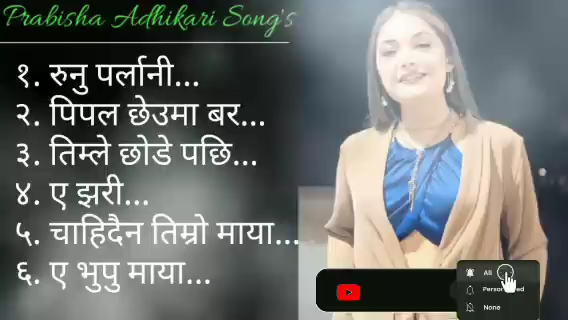 Prabisha Adhikari Song's
१. रुनु पर्लानी...
२. पिपल छेउमा बर...
३. तिम्ले छोडे पछि...
४. ए झरी...
५. चाहिदैन तिम्रो माया...
६. ए भुपु माया...
All
None